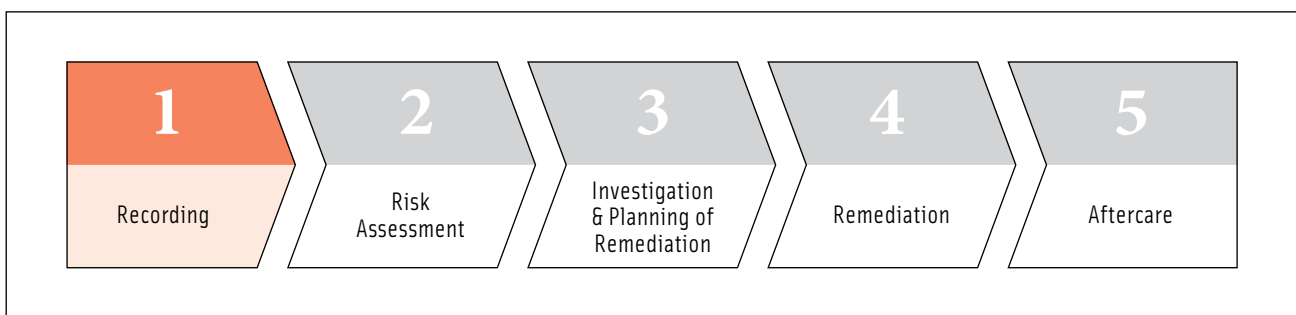 1
Recording
2
Risk
Assessment
3
Investigation
& Planning of
Remediation
4
Remediation
5
Aftercare